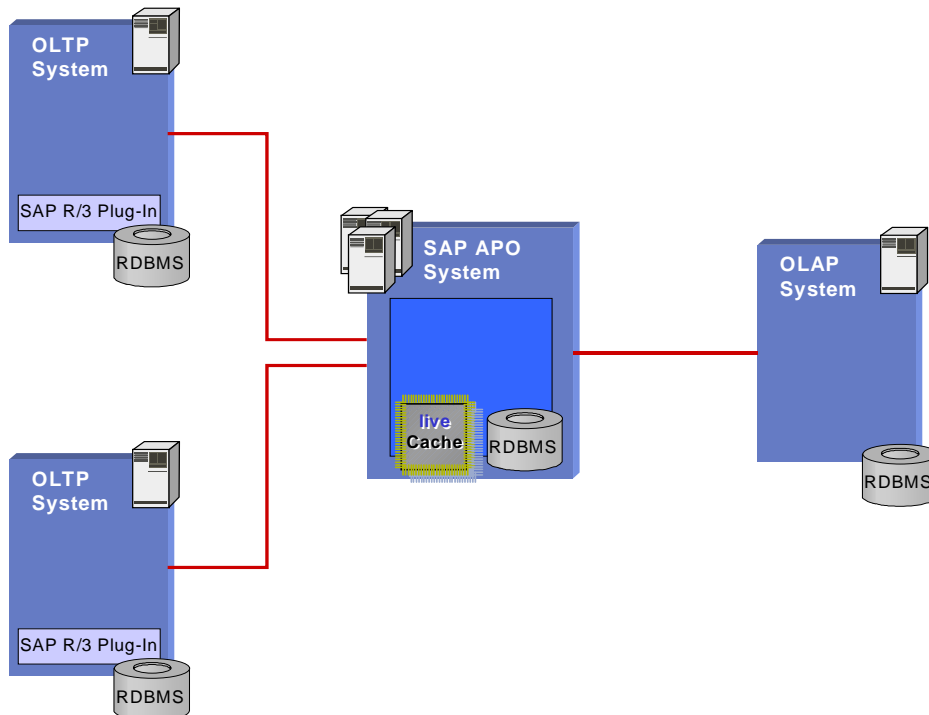 OLTP
System
SAP R/3 Plug-In
RDBMS
SAP APO
System
live
Cache
RDBMS
OLAP
System
RDBMS
OLTP
System
SAP R/3 Plug-In
RDBMS